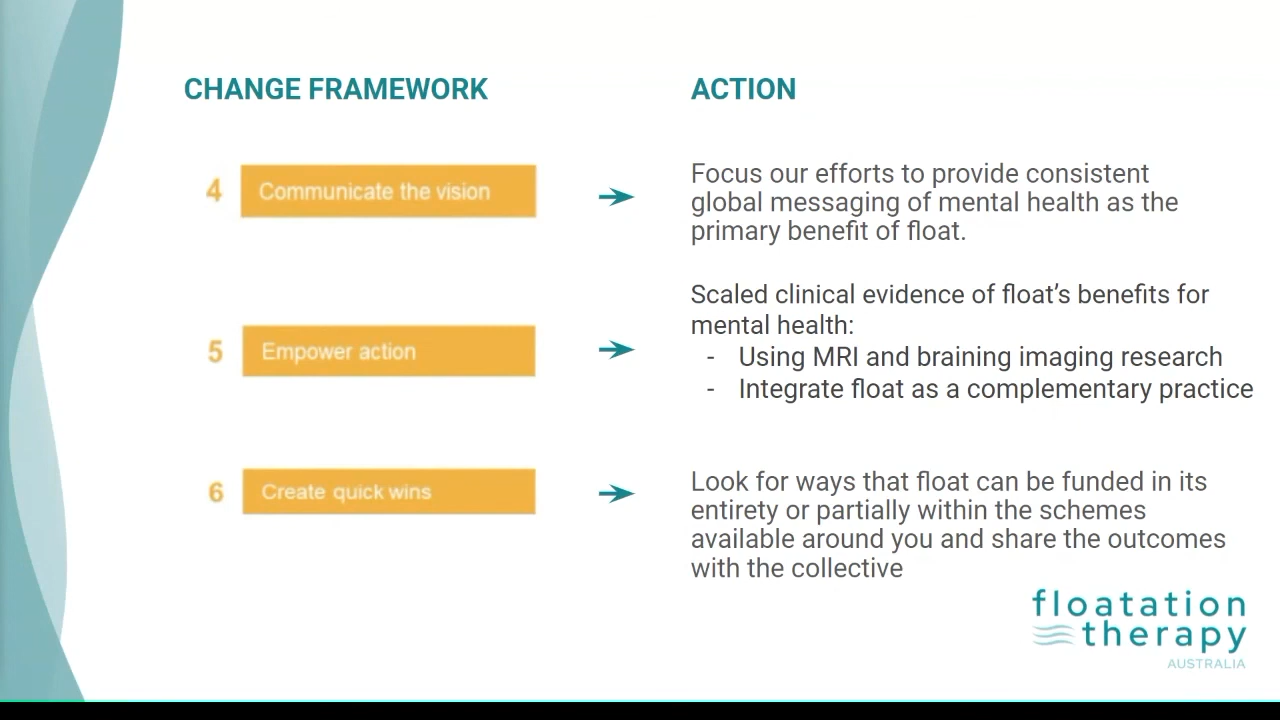 CHANGE FRAMEWORK
ACTION
4
Communicate the vision
Focus our efforts to provide consistent
global messaging of mental health as the
primary benefit of float.
5
Empower action
Scaled clinical evidence of float’s benefits for
mental health:
- Using MRI and braining imaging research
- Integrate float as a complementary practice
6
Create quick wins
Look for ways that float can be funded in its
entirety or partially within the schemes
available around you and share the outcomes
with the collective
floatation
therapy
AUSTRALIA